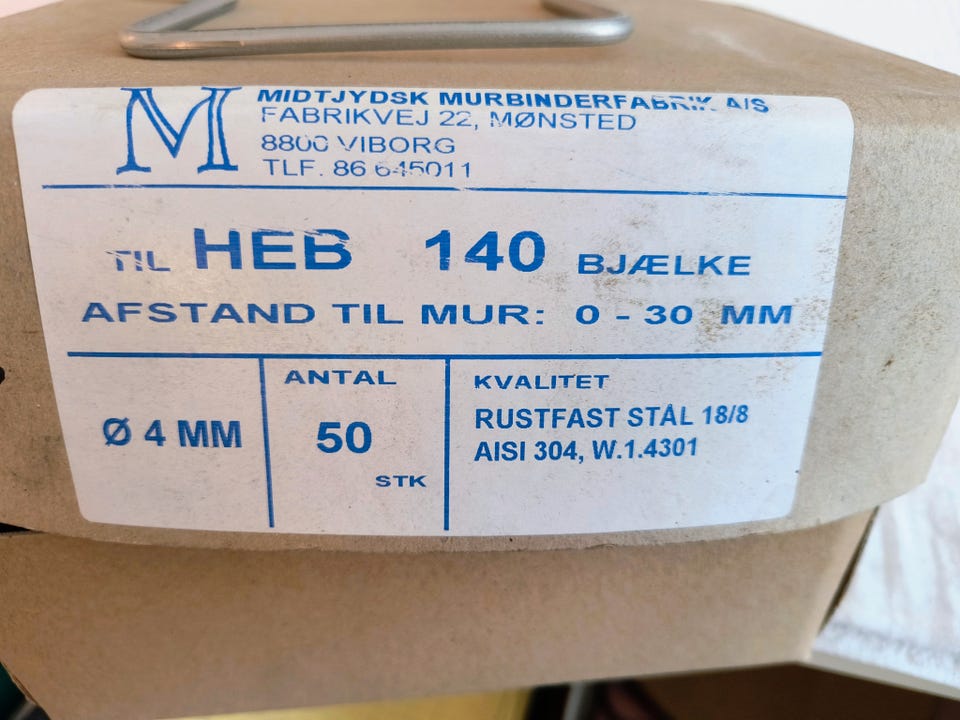 M
MIDTJYDSK MURBINDERFABRIK A/S
FABRIKVEJ 22, MØNSTED
8800 VIBORG
TLF. 86 645011
TIL HEB 140 BJÆLKE
AFSTAND TIL MUR: 0 - 30 MM
Ø 4 MM
ANTAL
50
STK
KVALITET
RUSTFAST STÅL 18/8
AISI 304, W.1.4301